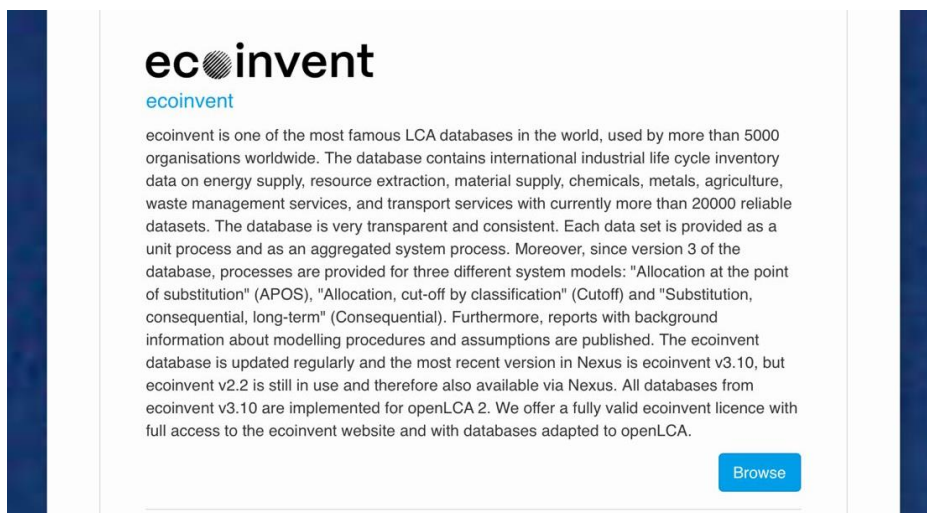 ecoinvent
ecoinvent
ecoinvent is one of the most famous LCA databases in the world, used by more than 5000
organisations worldwide. The database contains international industrial life cycle inventory
data on energy supply, resource extraction, material supply, chemicals, metals, agriculture,
waste management services, and transport services with currently more than 20000 reliable
datasets. The database is very transparent and consistent. Each data set is provided as a
unit process and as an aggregated system process. Moreover, since version 3 of the
database, processes are provided for three different system models: "Allocation at the point
of substitution" (APOS), "Allocation, cut-off by classification" (Cutoff) and "Substitution,
consequential, long-term" (Consequential). Furthermore, reports with background
information about modelling procedures and assumptions are published. The ecoinvent
database is updated regularly and the most recent version in Nexus is ecoinvent v3.10, but
ecoinvent v2.2 is still in use and therefore also available via Nexus. All databases from
ecoinvent v3.10 are implemented for openLCA 2. We offer a fully valid ecoinvent licence with
full access to the ecoinvent website and with databases adapted to openLCA.
Browse